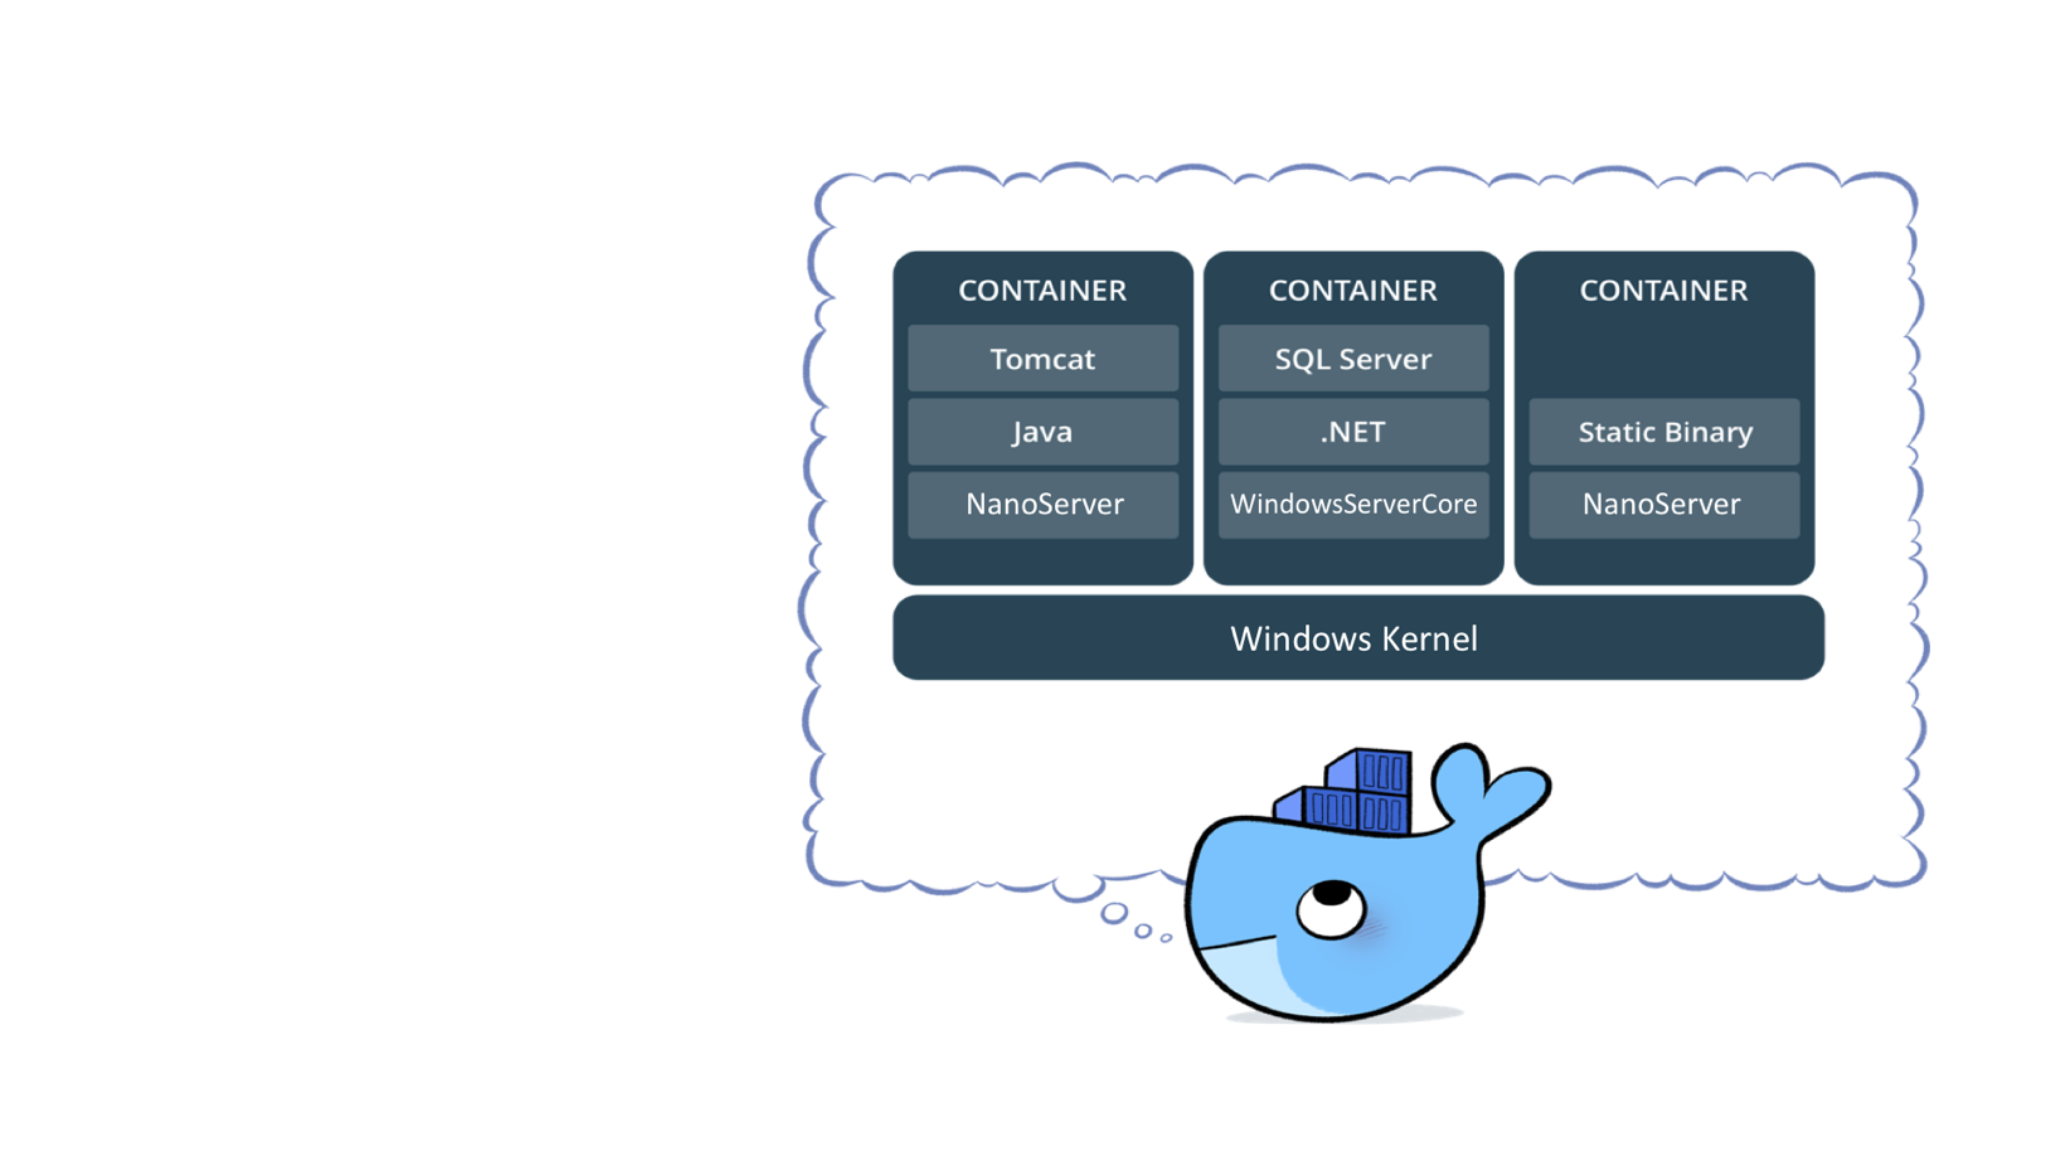 CONTAINER
Tomcat
Java
NanoServer
CONTAINER
SQL Server
.NET
WindowsServerCore
CONTAINER
Static Binary
NanoServer
Windows Kernel